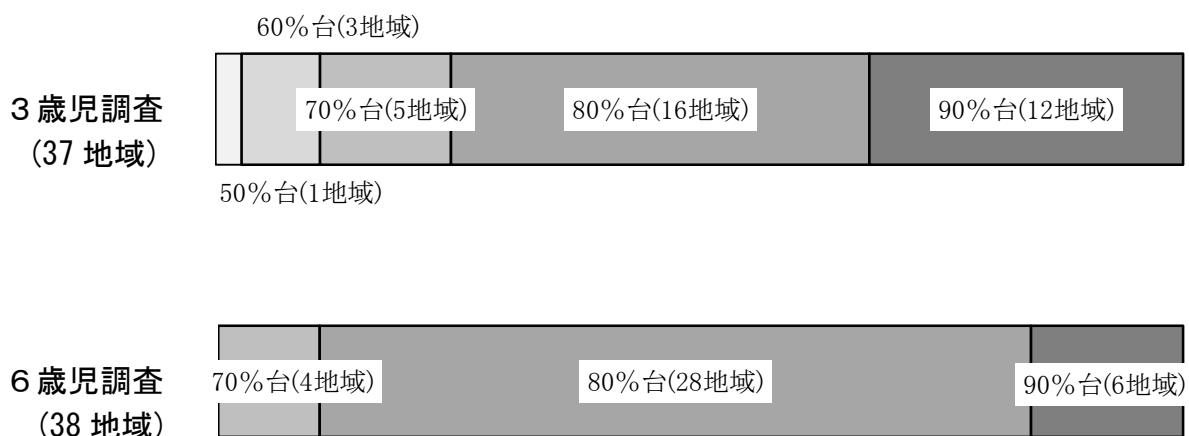 60％台(3地域)
3歳児調査
(37 地域)
70％台(5地域)
80％台(16地域)
90％台(12地域)
50％台(1地域)
6歳児調査
(38 地域)
70％台(4地域)
80％台(28地域)
90％台(6地域)